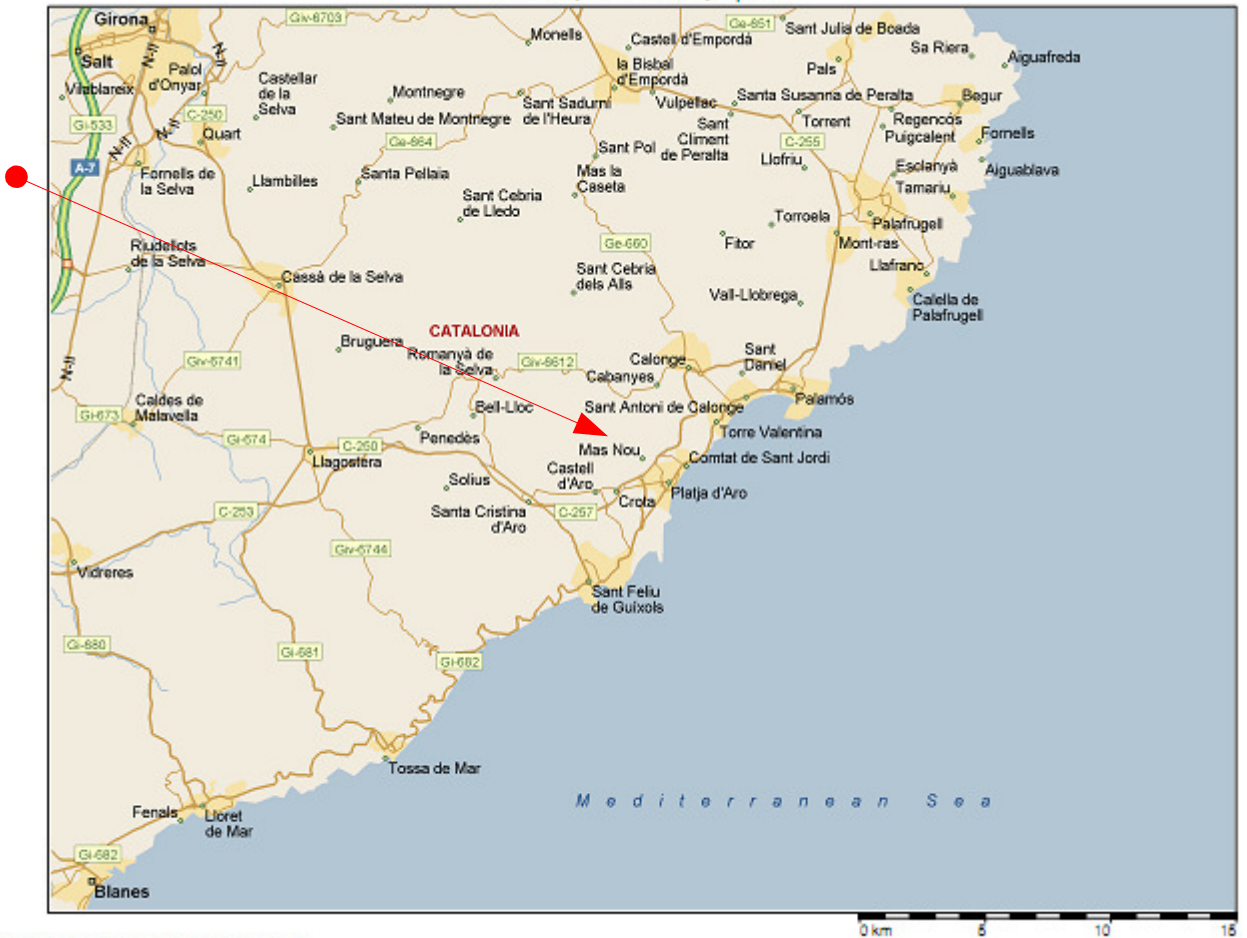 Girona
Giv-6703
Ge-651
Sant Julia de Boada
Monells
Castell d'Empordà
Sa Riera
Aiguafreda
N-II
N-II
Salt
Palol
d'Onyar
la Bisbal
d'Empordà
Pals
Vilablareix
Castellar
de la
Selva
Montnegre
Sant Sadurni
de l'Heura
Vulpellac
Santa Susanna de Peralta
Begur
Gi-533
C-250
Sant Mateu de Montnegre
Torrent
Regencós
Puigcalent
N-II
Quart
Ge-664
Sant
Climent
de Peralta
C-255
Fornells
N-II
Sant Pol
Llofriu
A-7
Fornells de
la Selva
Llambilles
Santa Pellaia
Mas la
Caseta
Esclanyà
Aiguablava
Tamariu
Sant Cebria
de Lledo
Torroela
Palafrugell
Riudellots
de la Selva
Ge-660
Fitor
Mont-ras
Cassà de la Selva
Sant Cebria
dels Alls
Llafranc
Vall-Llobrega
Calella de
Palafrugell
CATALONIA
Bruguera
Romanyà de
la Selva
Giv-6612
Calonge
Sant
Daniel
N-II
Giv-6741
Cabanyes
Caldes de
Malavella
Gi-673
Bell-Lloc
Sant Antoni de Calonge
Palamós
Gi-674
C-250
Penedès
Torre Valentina
Llagostera
Mas Nou
Comtat de Sant Jordi
Castell
d'Aro
Solius
Crota
Platja d'Aro
C-253
Santa Cristina
d'Aro
C-257
Giv-6744
Vidreres
Sant Feliu
de Guíxols
Gi-680
Gi-681
Gi-682
Tossa de Mar
Mediterranean Sea
Fenals
Lloret
de Mar
Gi-682
Blanes
0 km 5 10 15